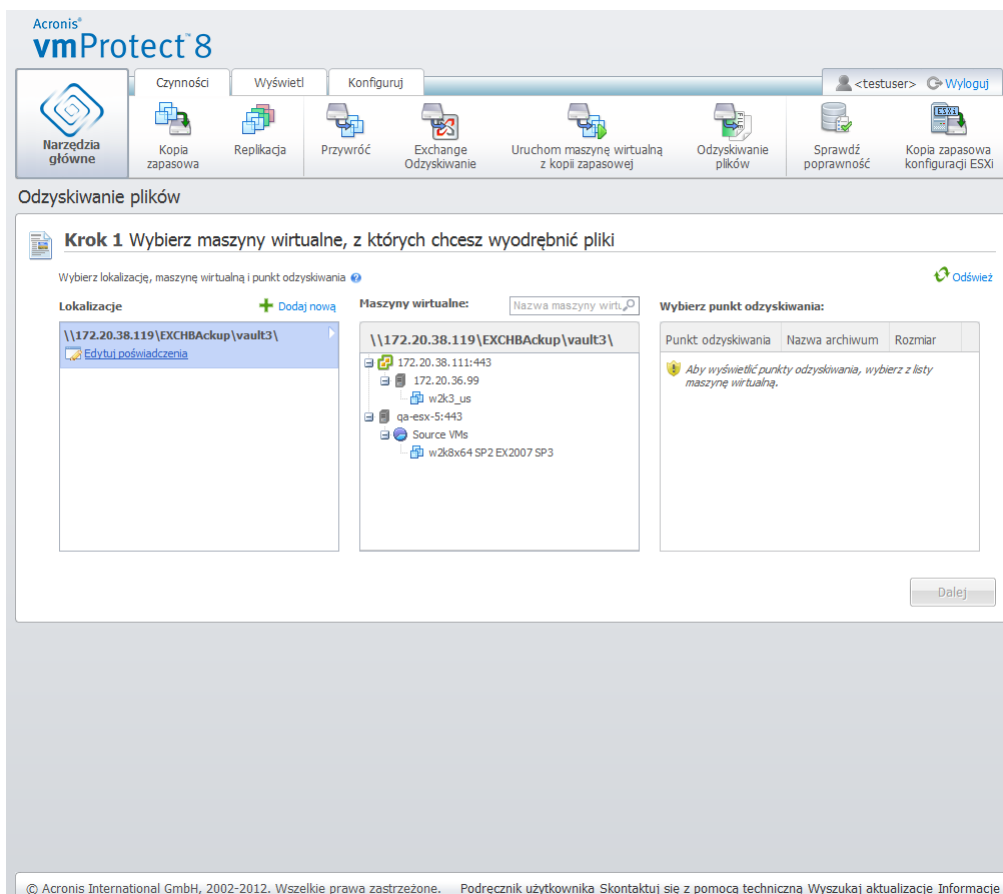 Acronis®
vmProtect™8
Czynności Wyświetl Konfiguruj
<testuser> Wyloguj
Narzędzia główne
Kopia zapasowa
Replikacja
Przywróć
Exchange Odzyskiwanie
Uruchom maszynę wirtualną z kopii zapasowej
Odzyskiwanie plików
Sprawdź poprawność
ESXi
Kopia zapasowa konfiguracji ESXi
Odzyskiwanie plików
Krok 1 Wybierz maszyny wirtualne, z których chcesz wyodrębnić pliki
Wybierz lokalizację, maszynę wirtualną i punkt odzyskiwania
Odśwież
Lokalizacje
Dodaj nową
\\172.20.38.119\EXCHBAckup\vault3\
Edytuj poświadczenia
Maszyny wirtualne:
Nazwa maszyny wirtu
\\172.20.38.119\EXCHBAckup\vault3\
172.20.38.111:443
172.20.36.99
w2k3_us
qa-esx-5:443
Source VMs
w2k8x64 SP2 EX2007 SP3
Wybierz punkt odzyskiwania:
Punkt odzyskiwania Nazwa archiwum Rozmiar
Aby wyświetlić punkty odzyskiwania, wybierz z listy
maszynę wirtualną.
Dalej
© Acronis International GmbH, 2002-2012. Wszelkie prawa zastrzeżone. Podręcznik użytkownika Skontaktuj się z pomocą techniczną Wyszukaj aktualizacje Informacje